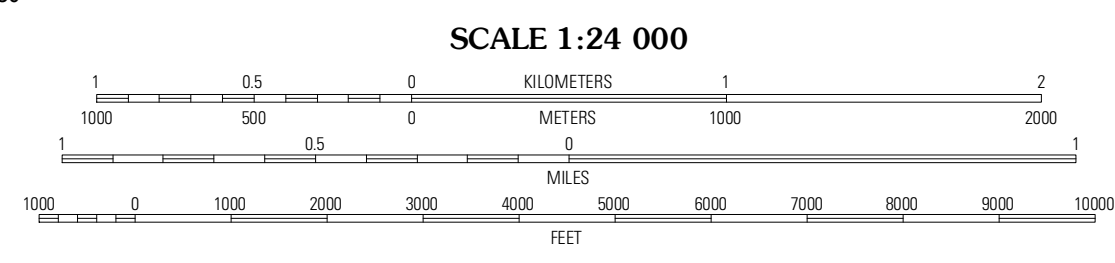 SCALE 1:24 000
1 0.5 0 KILOMETERS 1 2
1000 500 0 METERS 1000 2000
1 0.5 0 1
MILES
1000 0 1000 2000 3000 4000 5000 6000 7000 8000 9000 10000
FEET